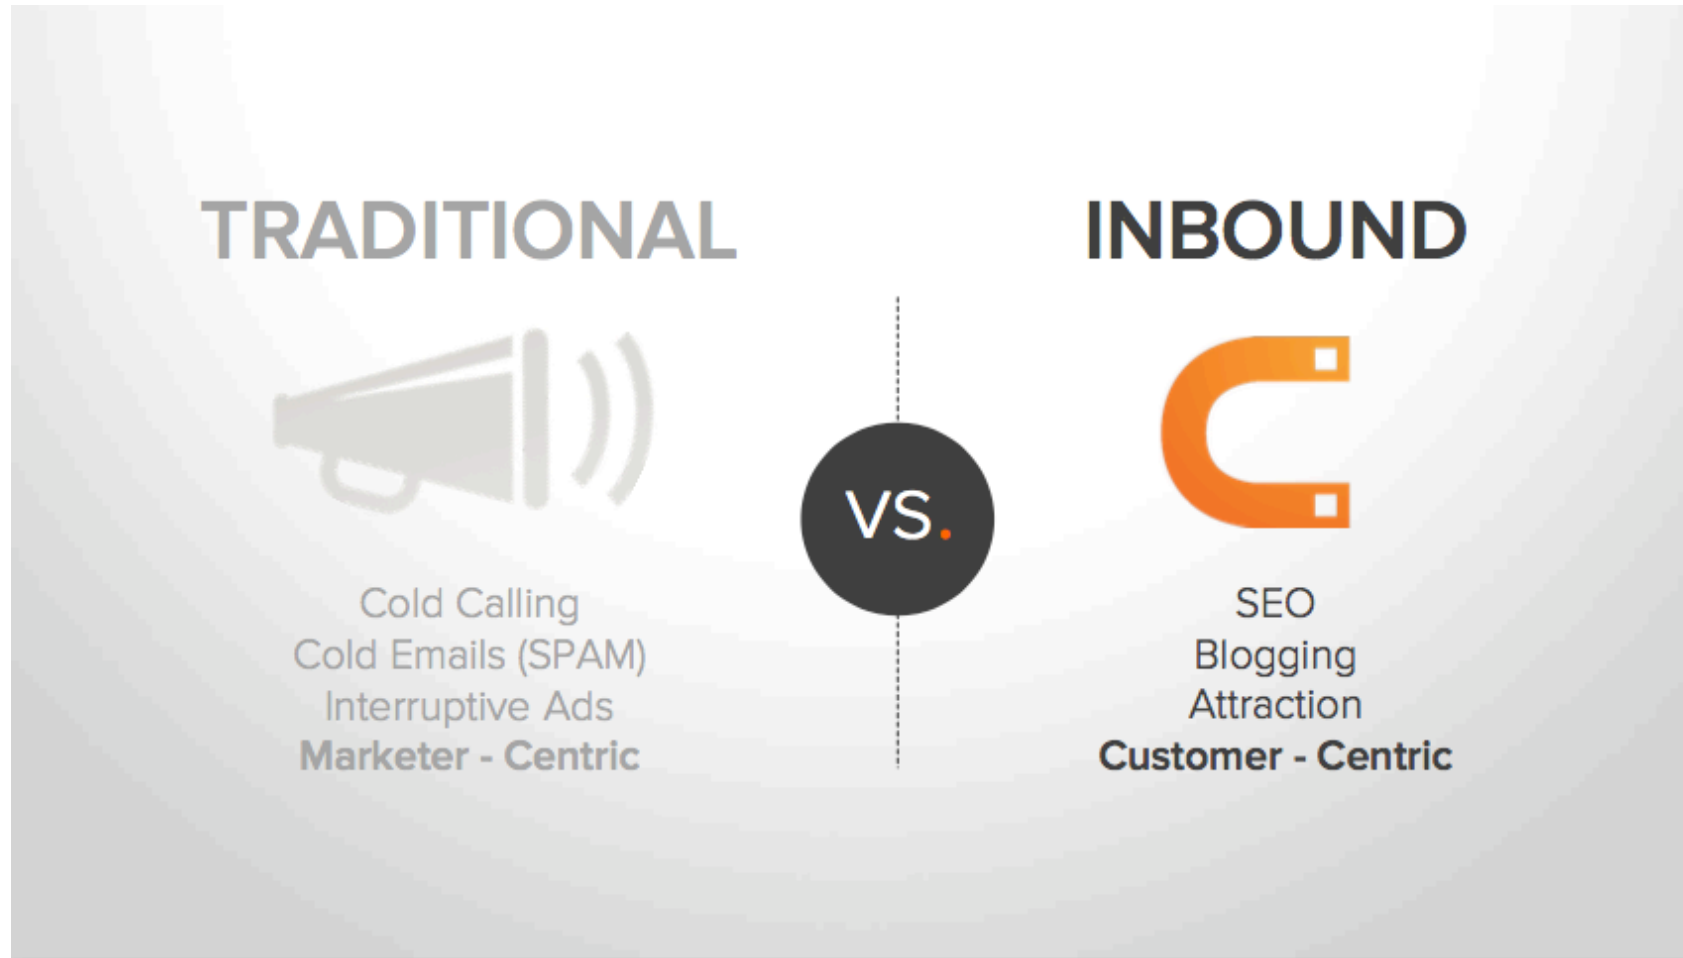 TRADITIONAL
Cold Calling
Cold Emails (SPAM)
Interruptive Ads
Marketer - Centric
VS.
INBOUND
SEO
Blogging
Attraction
Customer - Centric